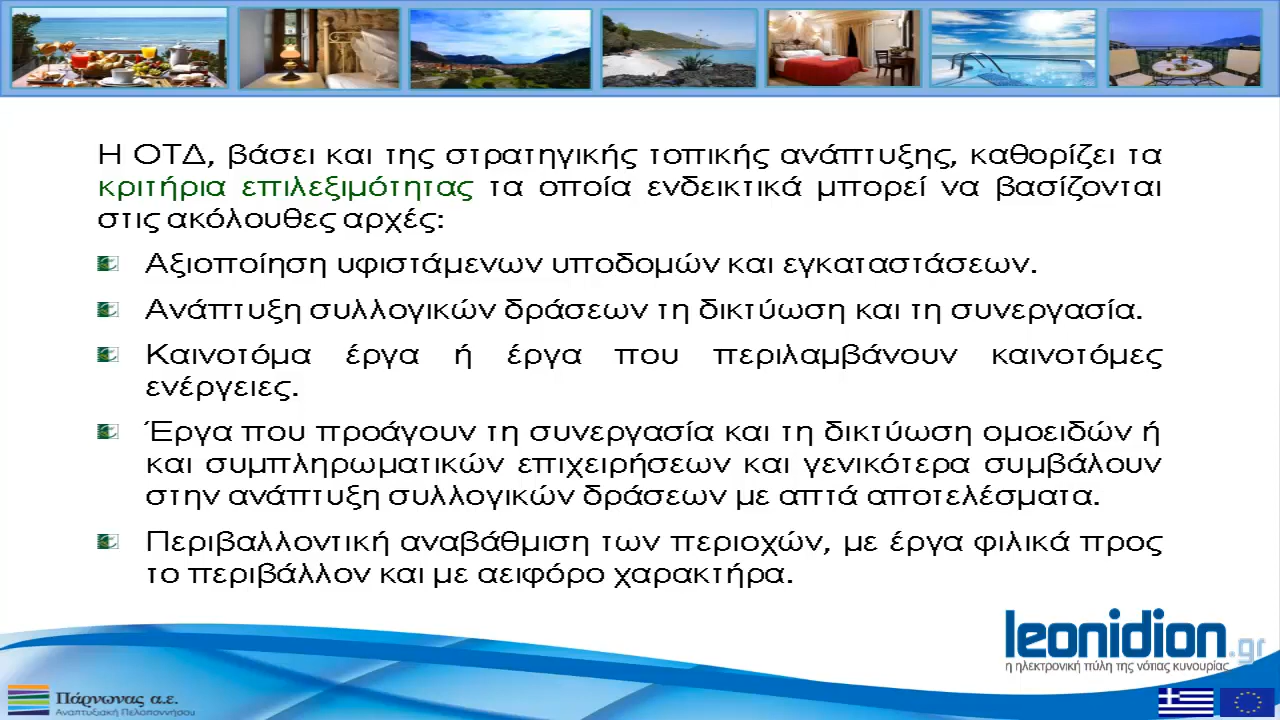 Η ΟΤΔ, βάσει και της στρατηγικής τοπικής ανάπτυξης, καθορίζει τα
κριτήρια επιλεξιμότητας τα οποία ενδεικτικά μπορεί να βασίζονται
στις ακόλουθες αρχές:
Αξιοποίηση υφιστάμενων υποδομών και εγκαταστάσεων.
Ανάπτυξη συλλογικών δράσεων τη δικτύωση και τη συνεργασία.
Καινοτόμα έργα ή έργα που περιλαμβάνουν καινοτόμες
ενέργειες.
Έργα που προάγουν τη συνεργασία και τη δικτύωση ομοειδών ή
και συμπληρωματικών επιχειρήσεων και γενικότερα συμβάλουν
στην ανάπτυξη συλλογικών δράσεων με απτά αποτελέσματα.
Περιβαλλοντική αναβάθμιση των περιοχών, με έργα φιλικά προς
το περιβάλλον και με αειφόρο χαρακτήρα.
leonidion.gr
η ηλεκτρονική πύλη της νότιας κυνουρίας
Πάρνωνας α.ε.
Αναπτυξιακή Πελοποννήσου